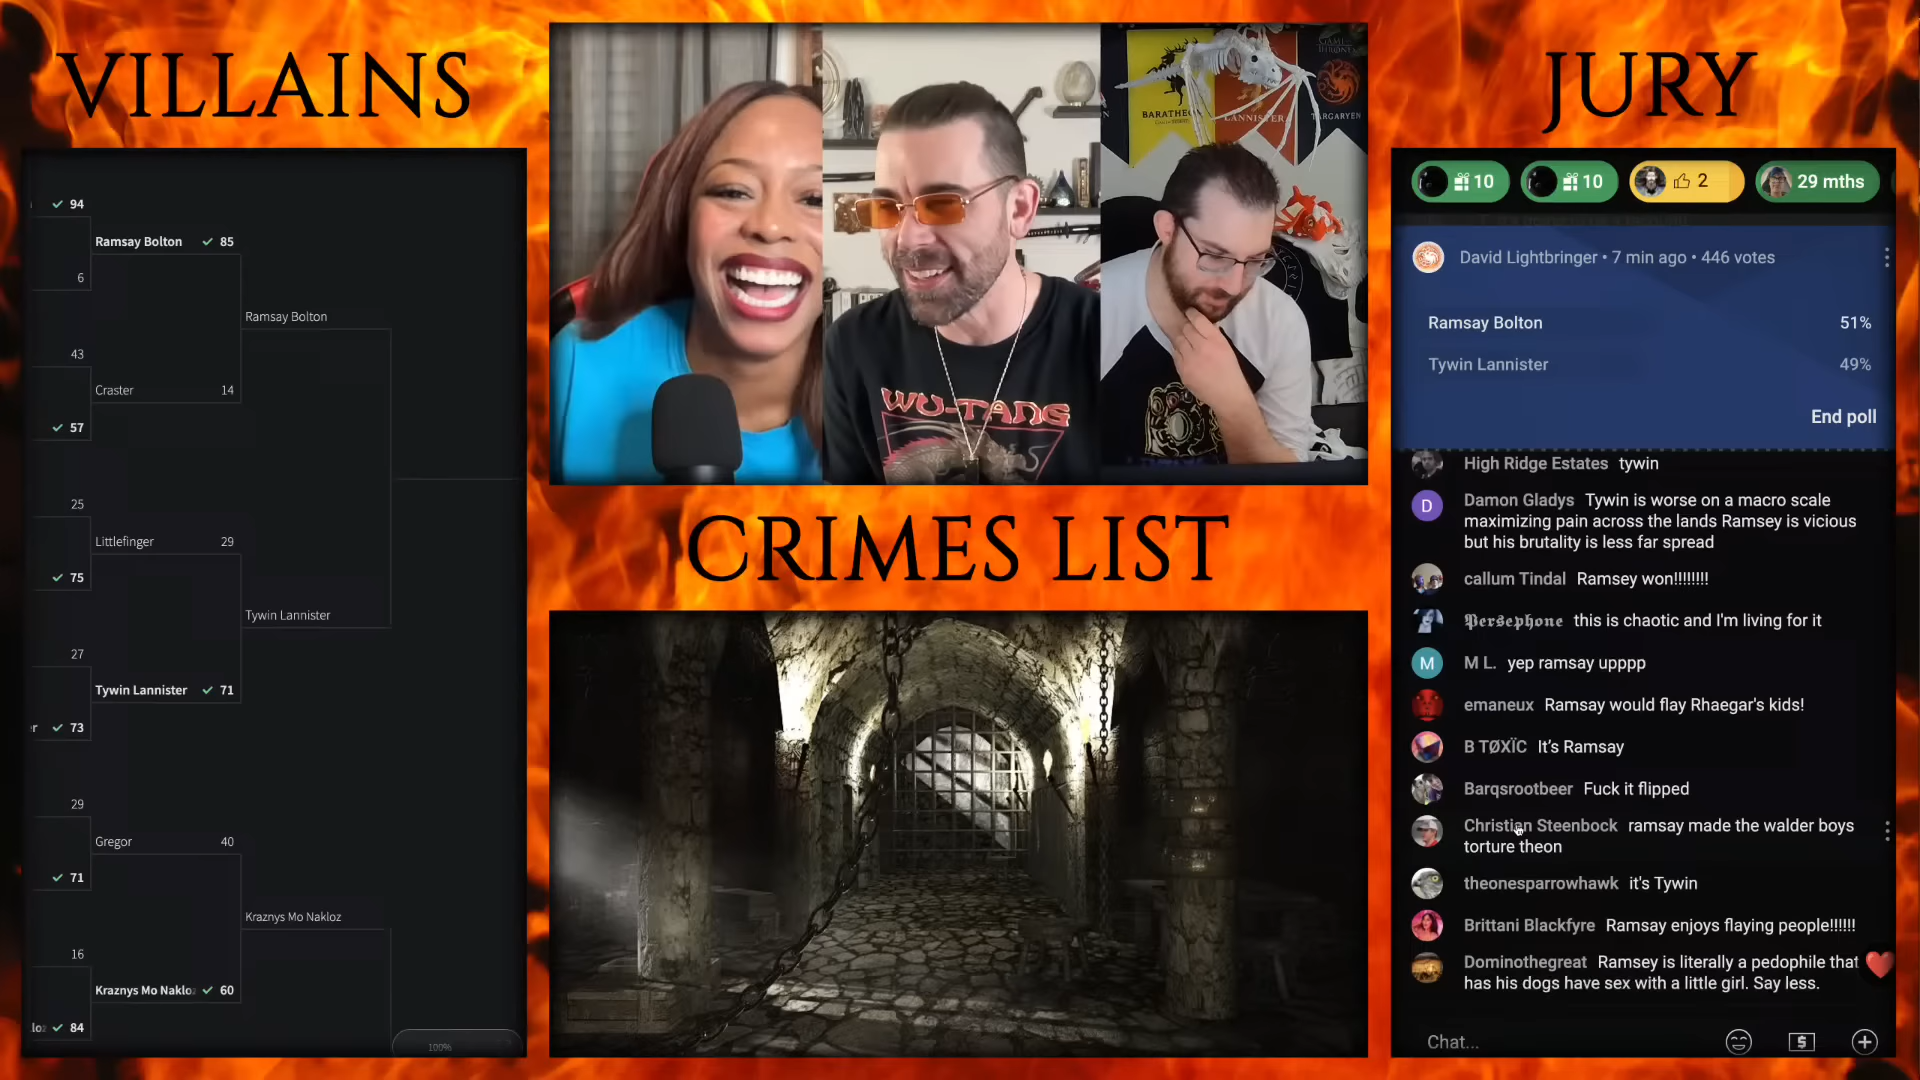 VILLAINS
94
Ramsay Bolton 85
6
Ramsay Bolton
43
Craster 14
57
25
Littlefinger 29
75
Tywin Lannister
27
Tywin Lannister 71
73
29
Gregor 40
71
Kraznys Mo Nakloz
16
Kraznys Mo Naklo 60
84
100%
GAME OF THRONES
BARATHEO
LANNISTER
TARGARYEN
WU-TANG
CRIMES LIST
JURY
10
10
2
29 mths
David Lightbringer • 7 min ago • 446 votes
Ramsay Bolton 51%
Tywin Lannister 49%
End poll
High Ridge Estates tywin
D
Damon Gladys Tywin is worse on a macro scale
maximizing pain across the lands Ramsey is vicious
but his brutality is less far spread
callum Tindal Ramsey won!!!!!!!!
𝕻𝖊𝖗𝖘𝖊𝖕𝖍𝖔𝖓𝖊 this is chaotic and I'm living for it
M
M L. yep ramsay upppp
emaneux Ramsay would flay Rhaegar's kids!
B TØXÏC It's Ramsay
Barqsrootbeer Fuck it flipped
Christian Steenbock ramsay made the walder boys
torture theon
theonesparrowhawk it's Tywin
Brittani Blackfyre Ramsay enjoys flaying people!!!!!!
Dominothegreat Ramsey is literally a pedophile that
has his dogs have sex with a little girl. Say less.
Chat...
$